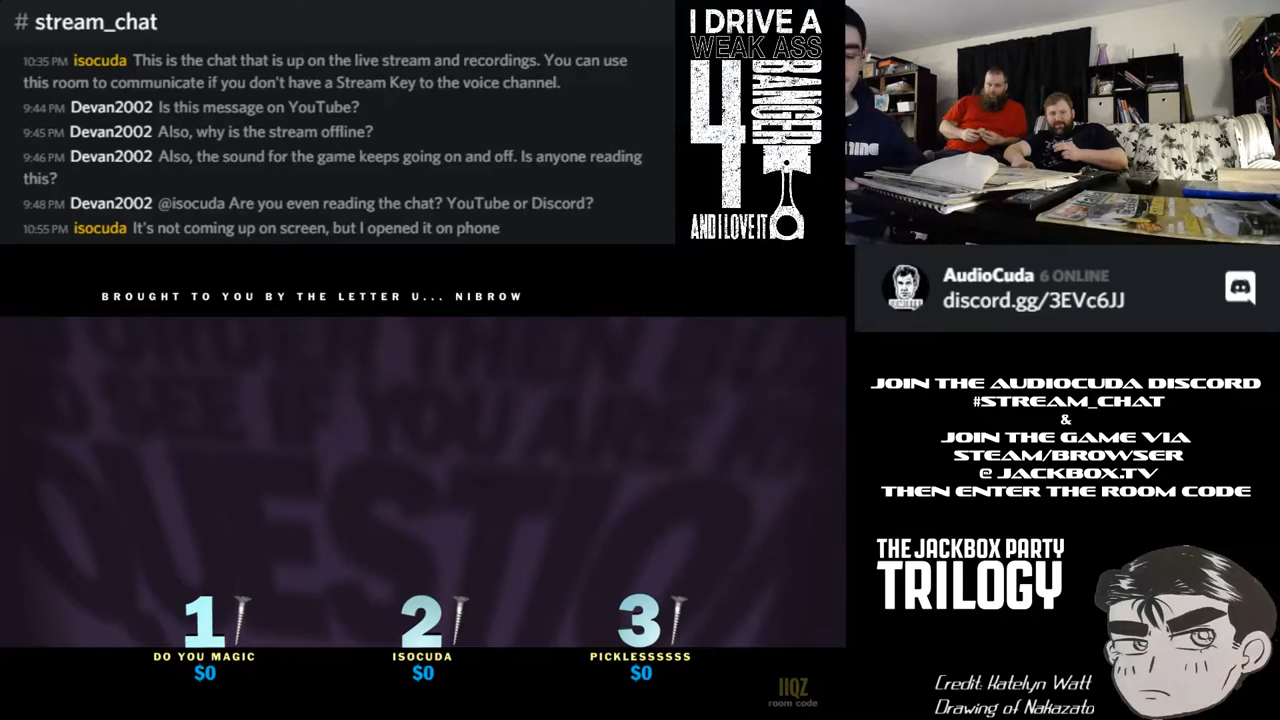 # stream_chat
10:35 PM isocuda This is the chat that is up on the live stream and recordings. You can use
this room to communicate if you don't have a Stream Key to the voice channel.
9:44 PM Devan2002 Is this message on YouTube?
9:45 PM Devan2002 Also, why is the stream offline?
9:46 PM Devan2002 Also, the sound for the game keeps going on and off. Is anyone reading
this?
9:48 PM Devan2002 @isocuda Are you even reading the chat? YouTube or Discord?
10:55 PM isocuda It's not coming up on screen, but I opened it on phone
I DRIVE A
WEAK ASS
4
BANGER
AND I LOVE IT
BROUGHT TO YOU BY THE LETTER U... NIBROW
AudioCuda 6 ONLINE
discord.gg/3EVc6JJ
JOIN THE AUDIOCUDA DISCORD
#STREAM_CHAT
&
JOIN THE GAME VIA
STEAM/BROWSER
@ JACKBOX.TV
THEN ENTER THE ROOM CODE
THE JACKBOX PARTY
TRILOGY
Credit: Katelyn Watt
Drawing of Nakazato
QUESTIO
1
DO YOU MAGIC
$0
2
ISOCUDA
$0
3
PICKLESSSSSS
$0
IIQZ
room code